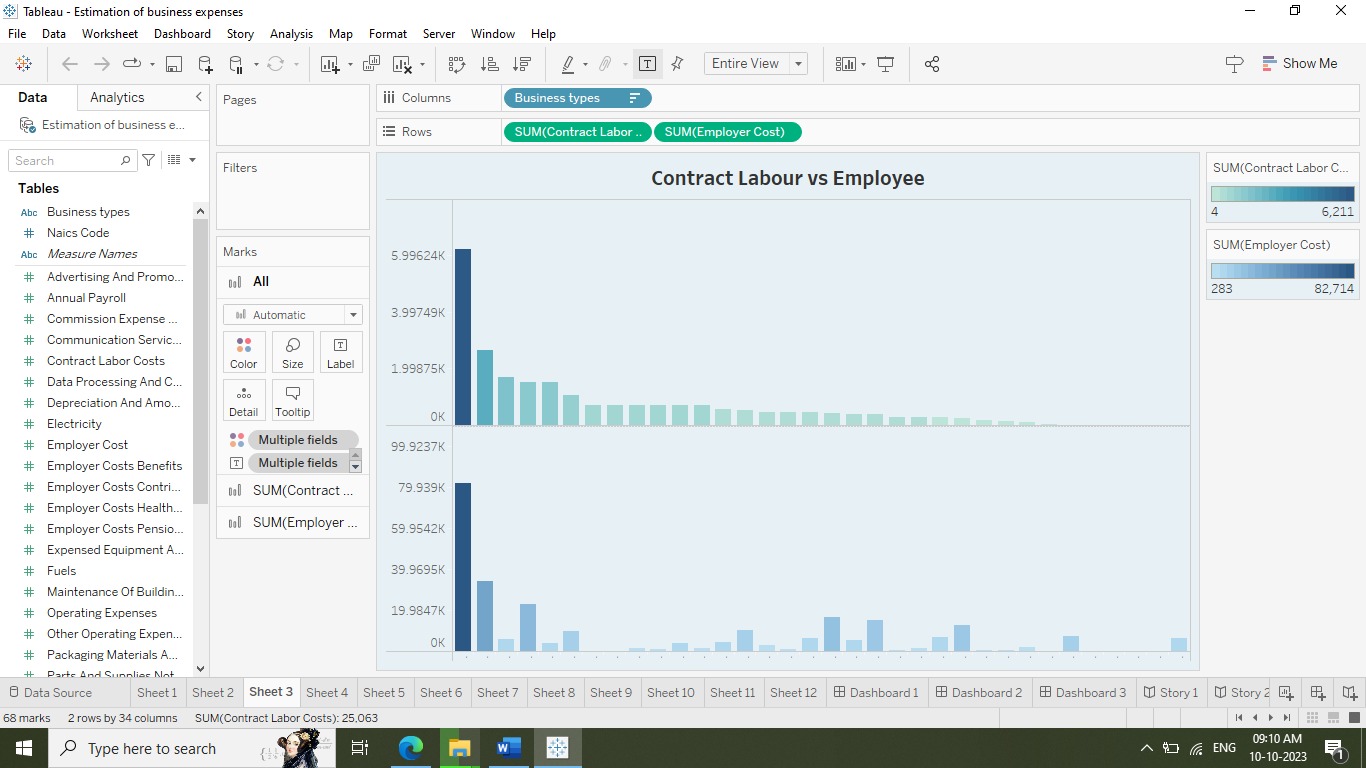 Tableau - Estimation of business expenses
File Data Worksheet Dashboard Story Analysis Map Format Server Window Help
Entire View
Show Me
Data Analytics
Estimation of business e...
Search
Tables
Abc Business types
# Naics Code
Abc Measure Names
# Advertising And Promo...
# Annual Payroll
# Commission Expense ...
# Communication Servic...
# Contract Labor Costs
# Data Processing And C...
# Depreciation And Amo...
# Electricity
# Employer Cost
# Employer Costs Benefits
# Employer Costs Contri...
# Employer Costs Health...
# Employer Costs Pensio...
# Expensed Equipment A...
# Fuels
# Maintenance Of Buildin...
# Operating Expenses
# Other Operating Expen...
# Packaging Materials A...
# Parts And Supplies Not
Pages
Filters
Marks
All
Automatic
Color Size Label
Detail Tooltip
Multiple fields
Multiple fields
SUM(Contract ...
SUM(Employer ...
Columns Business types
Rows SUM(Contract Labor .. SUM(Employer Cost)
Contract Labour vs Employee
5.99624K
3.99749K
1.99875K
0K
99.9237K
79.939K
59.9542K
39.9695K
19.9847K
0K
SUM(Contract Labor C...
4 6,211
SUM(Employer Cost)
283 82,714
Data Source Sheet 1 Sheet 2 Sheet 3 Sheet 4 Sheet 5 Sheet 6 Sheet 7 Sheet 8 Sheet 9 Sheet 10 Sheet 11 Sheet 12 Dashboard 1 Dashboard 2 Dashboard 3 Story 1 Story 2
68 marks 2 rows by 34 columns SUM(Contract Labor Costs): 25,063
Type here to search
ENG
09:10 AM
10-10-2023
1